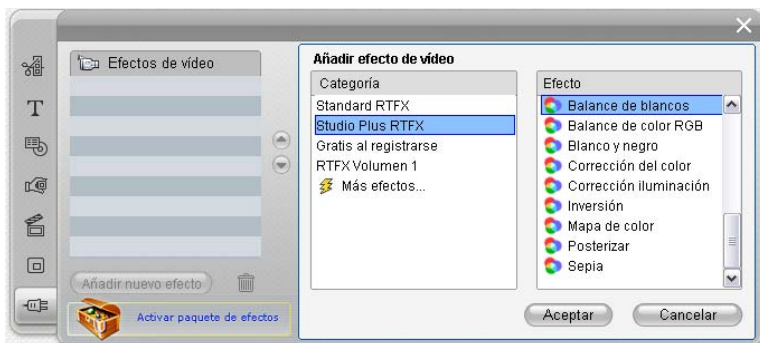 Efectos de vídeo
Añadir nuevo efecto
Activar paquete de efectos
Añadir efecto de vídeo
Categoría
Standard RTFX
Studio Plus RTFX
Gratis al registrarse
RTFX Volumen 1
Más efectos...
Efecto
Balance de blancos
Balance de color RGB
Blanco y negro
Corrección del color
Corrección iluminación
Inversión
Mapa de color
Posterizar
Sepia
Aceptar
Cancelar
T